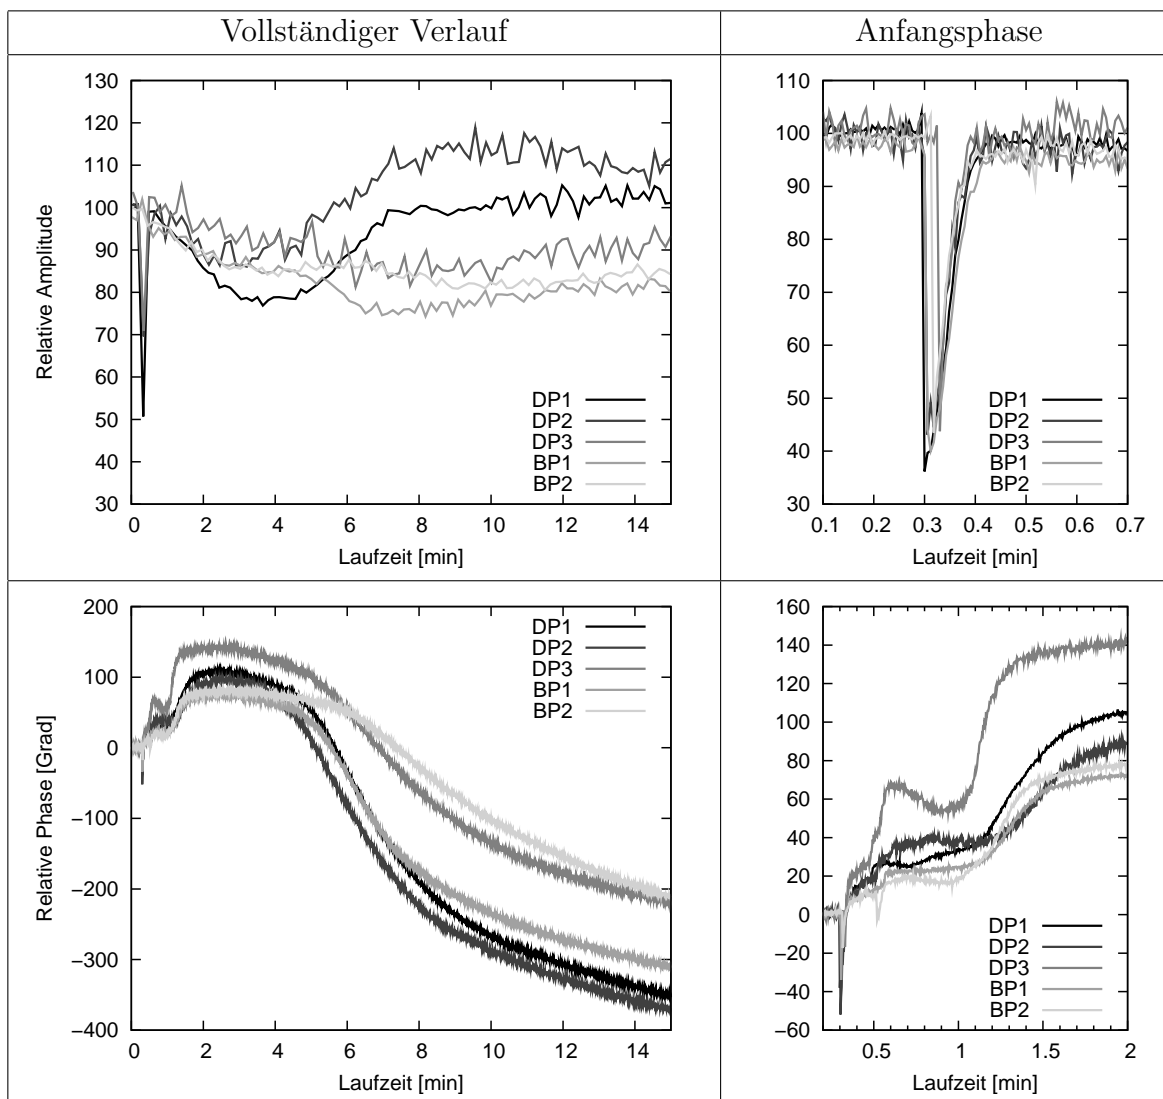 Vollständiger Verlauf
Anfangsphase
130
120
110
100
90
80
70
60
50
40
30
Relative Amplitude
DP1
DP2
DP3
BP1
BP2
0 2 4 6 8 10 12 14
Laufzeit [min]
110
100
90
80
70
60
50
40
30
DP1
DP2
DP3
BP1
BP2
0.1 0.2 0.3 0.4 0.5 0.6 0.7
Laufzeit [min]
200
100
0
−100
−200
−300
−400
Relative Phase [Grad]
DP1
DP2
DP3
BP1
BP2
0 2 4 6 8 10 12 14
Laufzeit [min]
160
140
120
100
80
60
40
20
0
−20
−40
−60
DP1
DP2
DP3
BP1
BP2
0.5 1 1.5 2
Laufzeit [min]